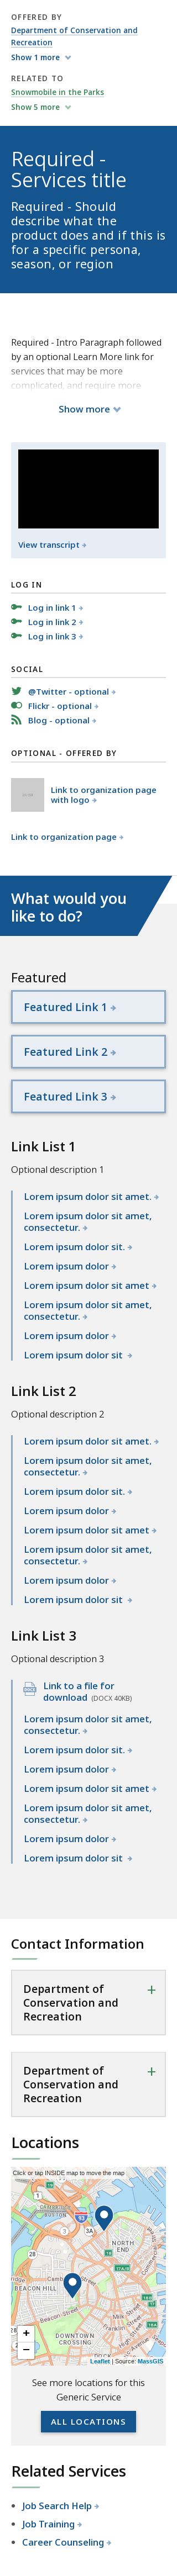 OFFERED BY
Department of Conservation and
Recreation
Show 1 more
RELATED TO
Snowmobile in the Parks
Show 5 more
Required -
Services title
Required - Should
describe what the
product does and if this is
for a specific persona,
season, or region
Required - Intro Paragraph followed
by an optional Learn More link for
services that may be more
complicated, and require more
Show more
View transcript
LOG IN
Log in link 1
Log in link 2
Log in link 3
SOCIAL
@Twitter - optional
Flickr - optional
Blog - optional
OPTIONAL - OFFERED BY
Link to organization page
with logo
Link to organization page
What would you
like to do?
Featured
Featured Link 1
Featured Link 2
Featured Link 3
Link List 1
Optional description 1
Lorem ipsum dolor sit amet.
Lorem ipsum dolor sit amet,
consectetur.
Lorem ipsum dolor sit.
Lorem ipsum dolor
Lorem ipsum dolor sit amet
Lorem ipsum dolor sit amet,
consectetur.
Lorem ipsum dolor
Lorem ipsum dolor sit
Link List 2
Optional description 2
Lorem ipsum dolor sit amet.
Lorem ipsum dolor sit amet,
consectetur.
Lorem ipsum dolor sit.
Lorem ipsum dolor
Lorem ipsum dolor sit amet
Lorem ipsum dolor sit amet,
consectetur.
Lorem ipsum dolor
Lorem ipsum dolor sit
Link List 3
Optional description 3
DOCX
Link to a file for
download (DOCX 40KB)
Lorem ipsum dolor sit amet,
consectetur.
Lorem ipsum dolor sit.
Lorem ipsum dolor
Lorem ipsum dolor sit amet
Lorem ipsum dolor sit amet,
consectetur.
Lorem ipsum dolor
Lorem ipsum dolor sit
Contact Information
Department of
Conservation and
Recreation
+
Department of
Conservation and
Recreation
+
Locations
Click or tap INSIDE map to move the map
3A
NORTH
END
28
BEACON HILL
DOWNTOWN
CROSSING
+
−
Leaflet | Source: MassGIS
See more locations for this
Generic Service
ALL LOCATIONS
Related Services
Job Search Help
Job Training
Career Counseling